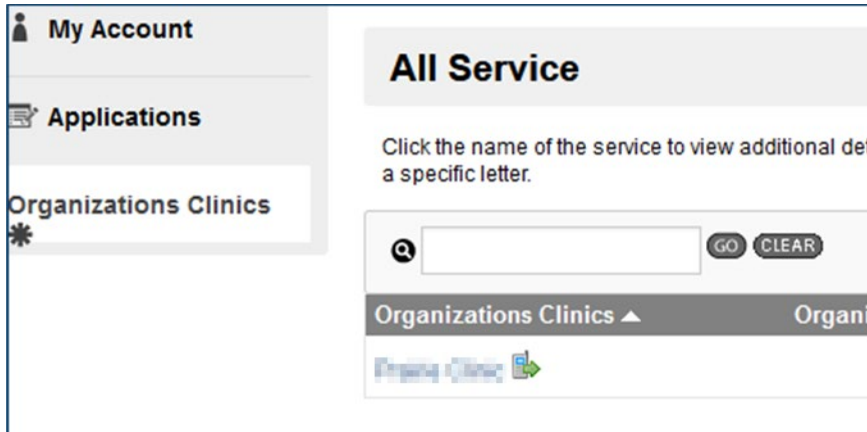 My Account
Applications
Organizations Clinics
All Service
Click the name of the service to view additional
a specific letter.
GO CLEAR
Organizations Clinics